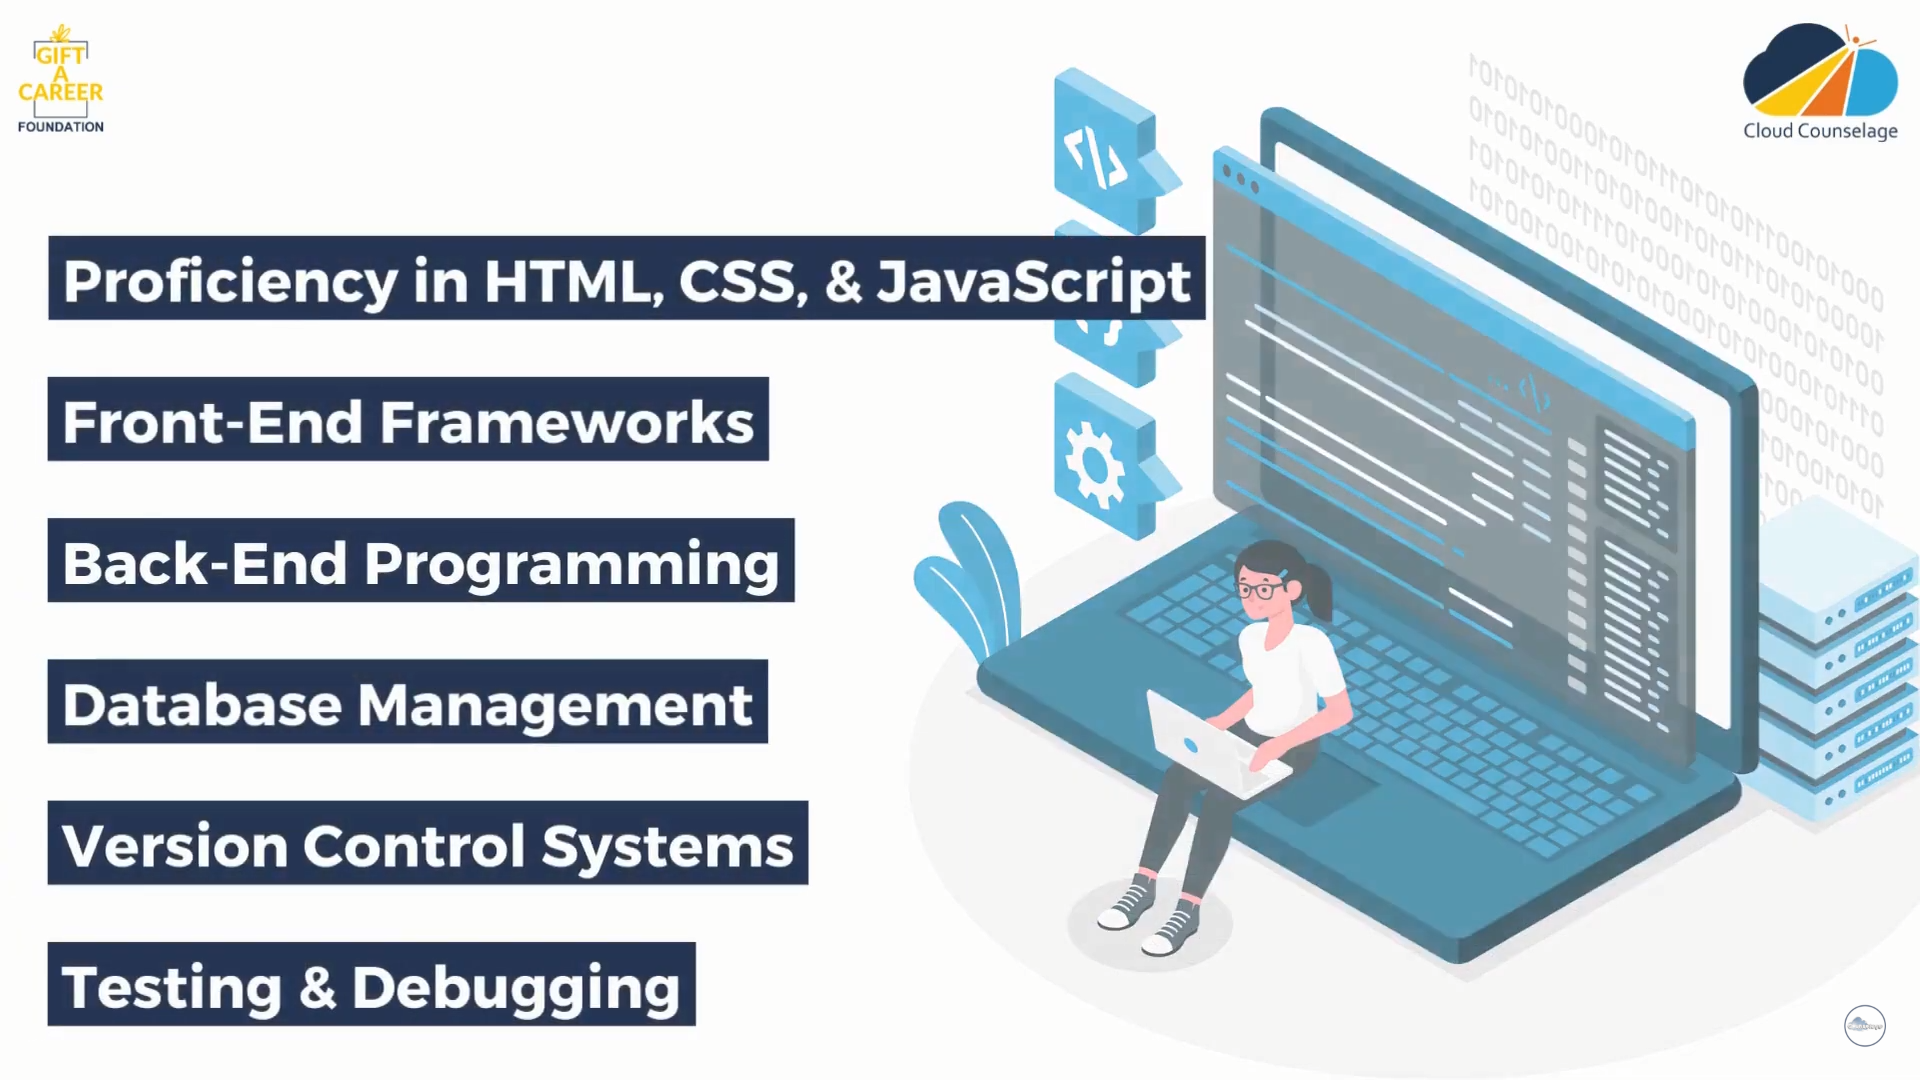 GIFT
A
CAREER
FOUNDATION
Cloud Counselage
Proficiency in HTML, CSS, & JavaScript
Front-End Frameworks
Back-End Programming
Database Management
Version Control Systems
Testing & Debugging